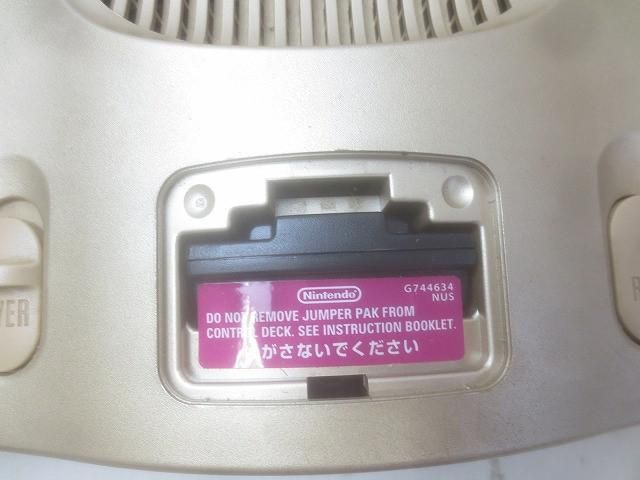 Nintendo
G744634
NUS
DO NOT REMOVE JUMPER PAK FROM
CONTROL DECK. SEE INSTRUCTION BOOKLET.
がさないでください